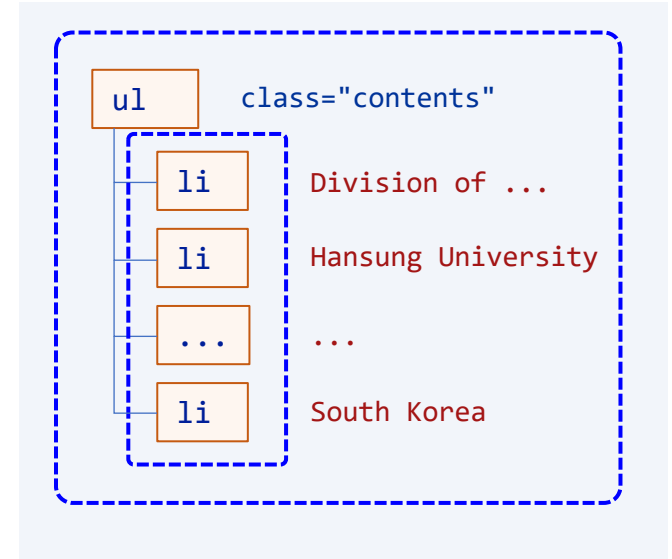 ul class="contents"
li Division of ...
li Hansung University
... ...
li South Korea